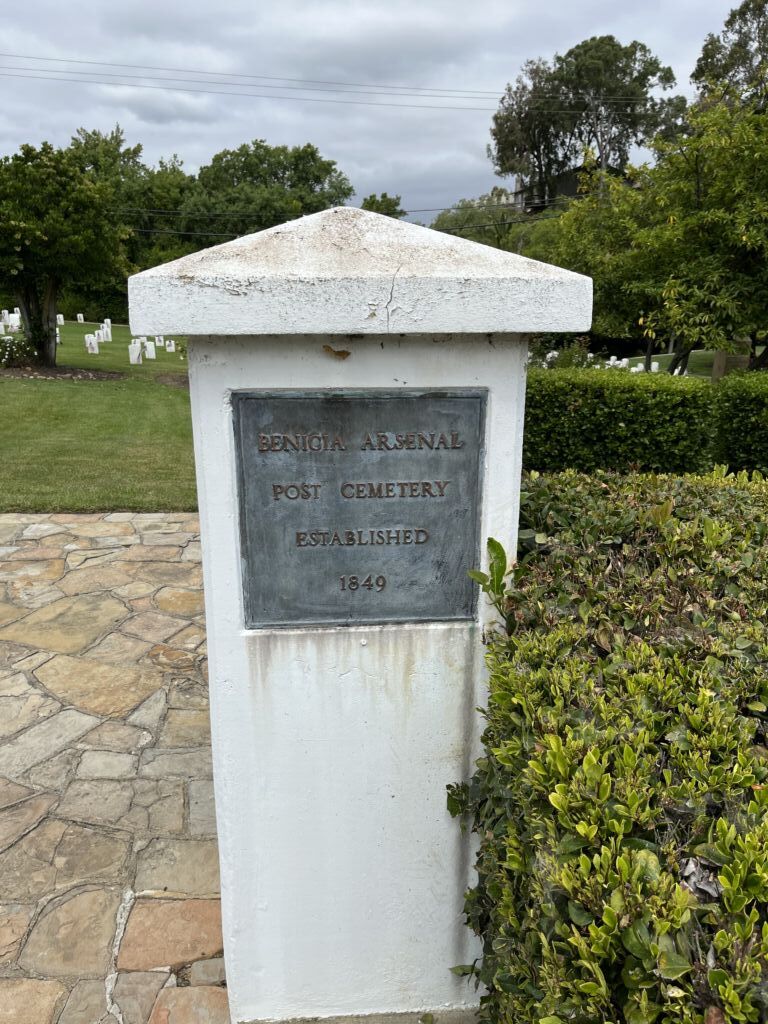 BENICIA ARSENAL
POST CEMETERY
ESTABLISHED
1849